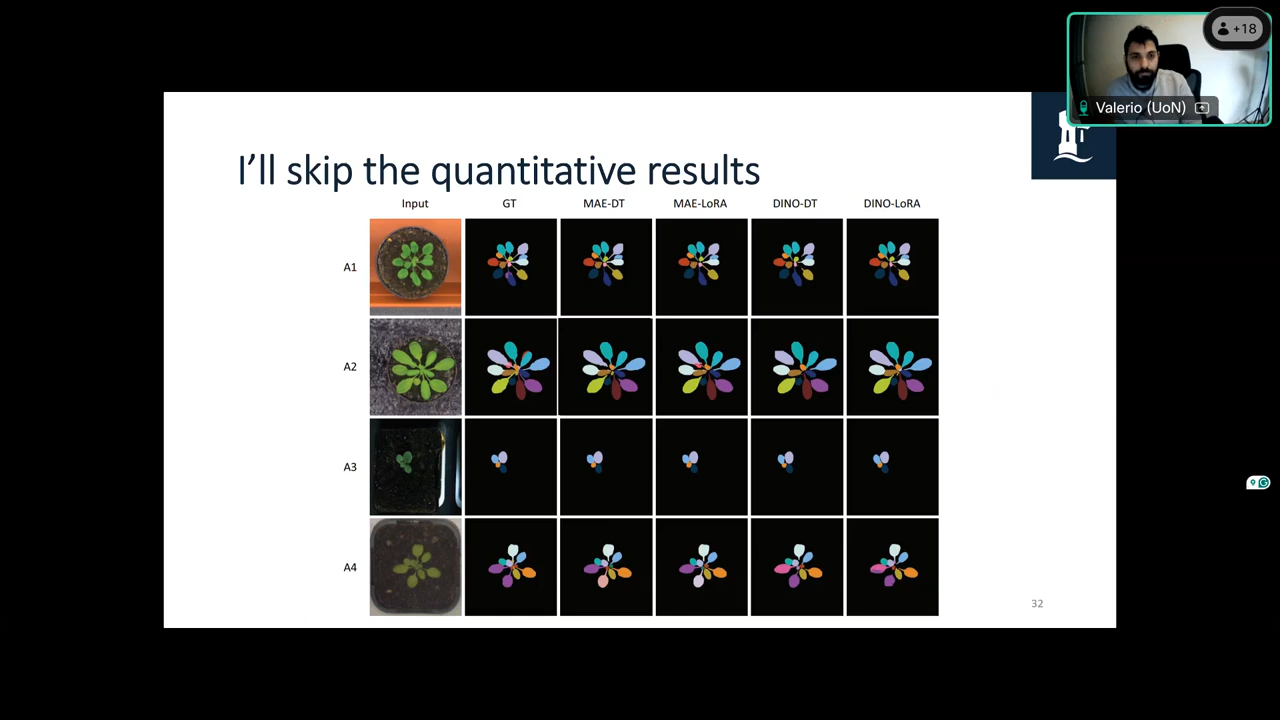 +18
Valerio (UoN)
I'll skip the quantitative results
Input GT MAE-DT MAE-LoRA DINO-DT DINO-LoRA
A1
A2
A3
A4
32